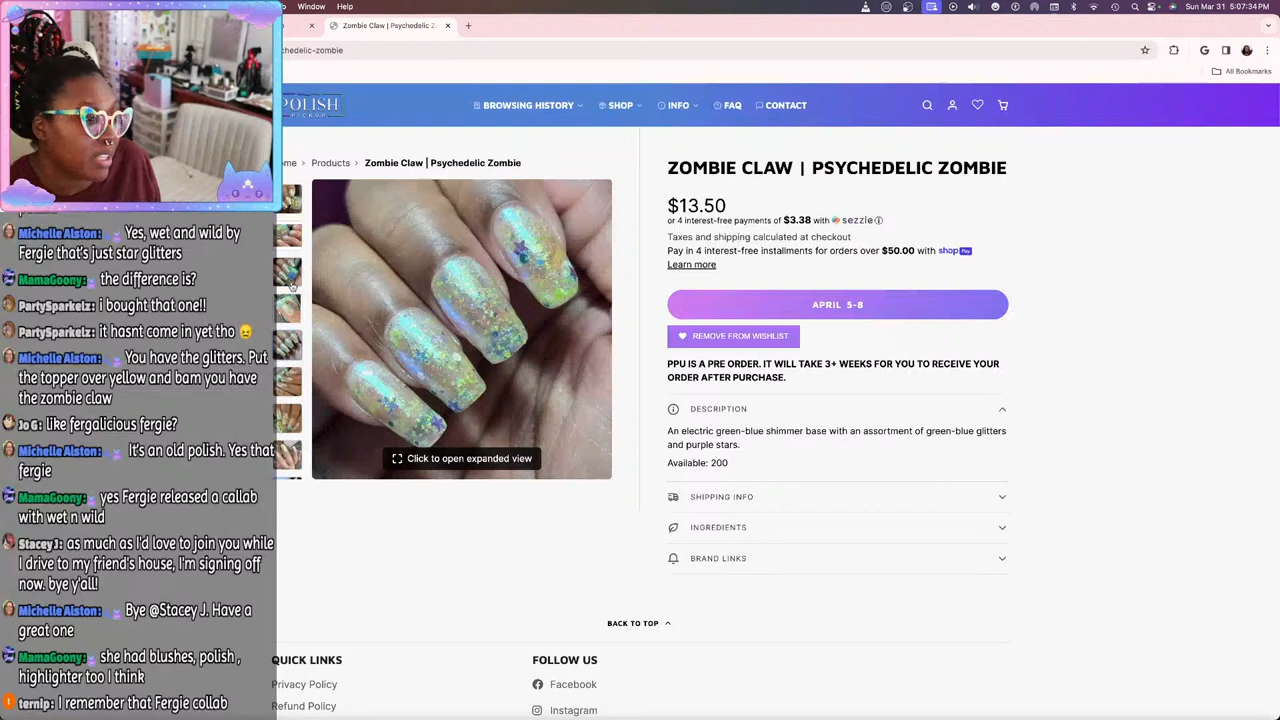 Window Help
Sun Mar 31 5:07:34 PM
Zombie Claw | Psychedelic Z
hedelic-zombie
All Bookmarks
POLISH
PICKUP
BROWSING HISTORY
SHOP
INFO
FAQ
CONTACT
Products > Zombie Claw | Psychedelic Zombie
Click to open expanded view
ZOMBIE CLAW | PSYCHEDELIC ZOMBIE
$13.50
or 4 interest-free payments of $3.38 with sezzle
Taxes and shipping calculated at checkout
Pay in 4 interest-free installments for orders over $50.00 with shop Pay
Learn more
APRIL 5-8
REMOVE FROM WISHLIST
PPU IS A PRE ORDER. IT WILL TAKE 3+ WEEKS FOR YOU TO RECEIVE YOUR
ORDER AFTER PURCHASE.
DESCRIPTION
An electric green-blue shimmer base with an assortment of green-blue glitters
and purple stars.
Available: 200
SHIPPING INFO
INGREDIENTS
BRAND LINKS
BACK TO TOP
QUICK LINKS
Privacy Policy
Refund Policy
FOLLOW US
Facebook
Instagram
Michelle Alston: Yes, wet and wild by
Fergie that's just star glitters
MamaGoony: the difference is?
PartySparkelz: i bought that one!!
PartySparkelz: it hasnt come in yet tho 😖
Michelle Alston: You have the glitters. Put
the topper over yellow and bam you have
the zombie claw
Jo G: like fergalicious fergie?
Michelle Alston: It's an old polish. Yes that
fergie
MamaGoony: yes Fergie released a callab
with wet n wild
Stacey J: as much as I'd love to join you while
I drive to my friend's house, I'm signing off
now. bye y'all!
Michelle Alston: Bye @Stacey J. Have a
great one
MamaGoony: she had blushes, polish ,
highlighter too I think
ternip: I remember that Fergie collab